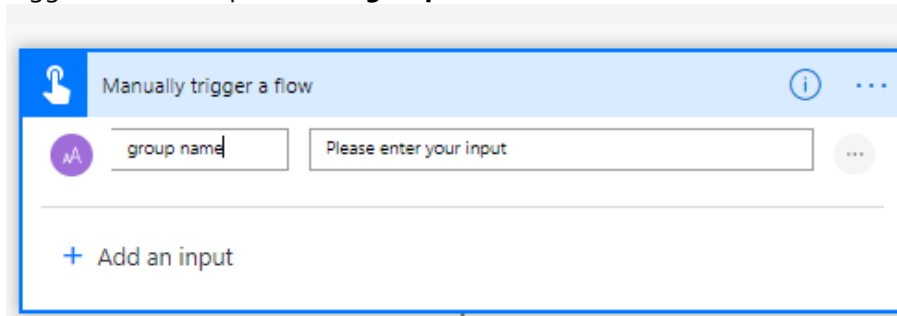 Manually trigger a flow
AA group name Please enter your input
+ Add an input